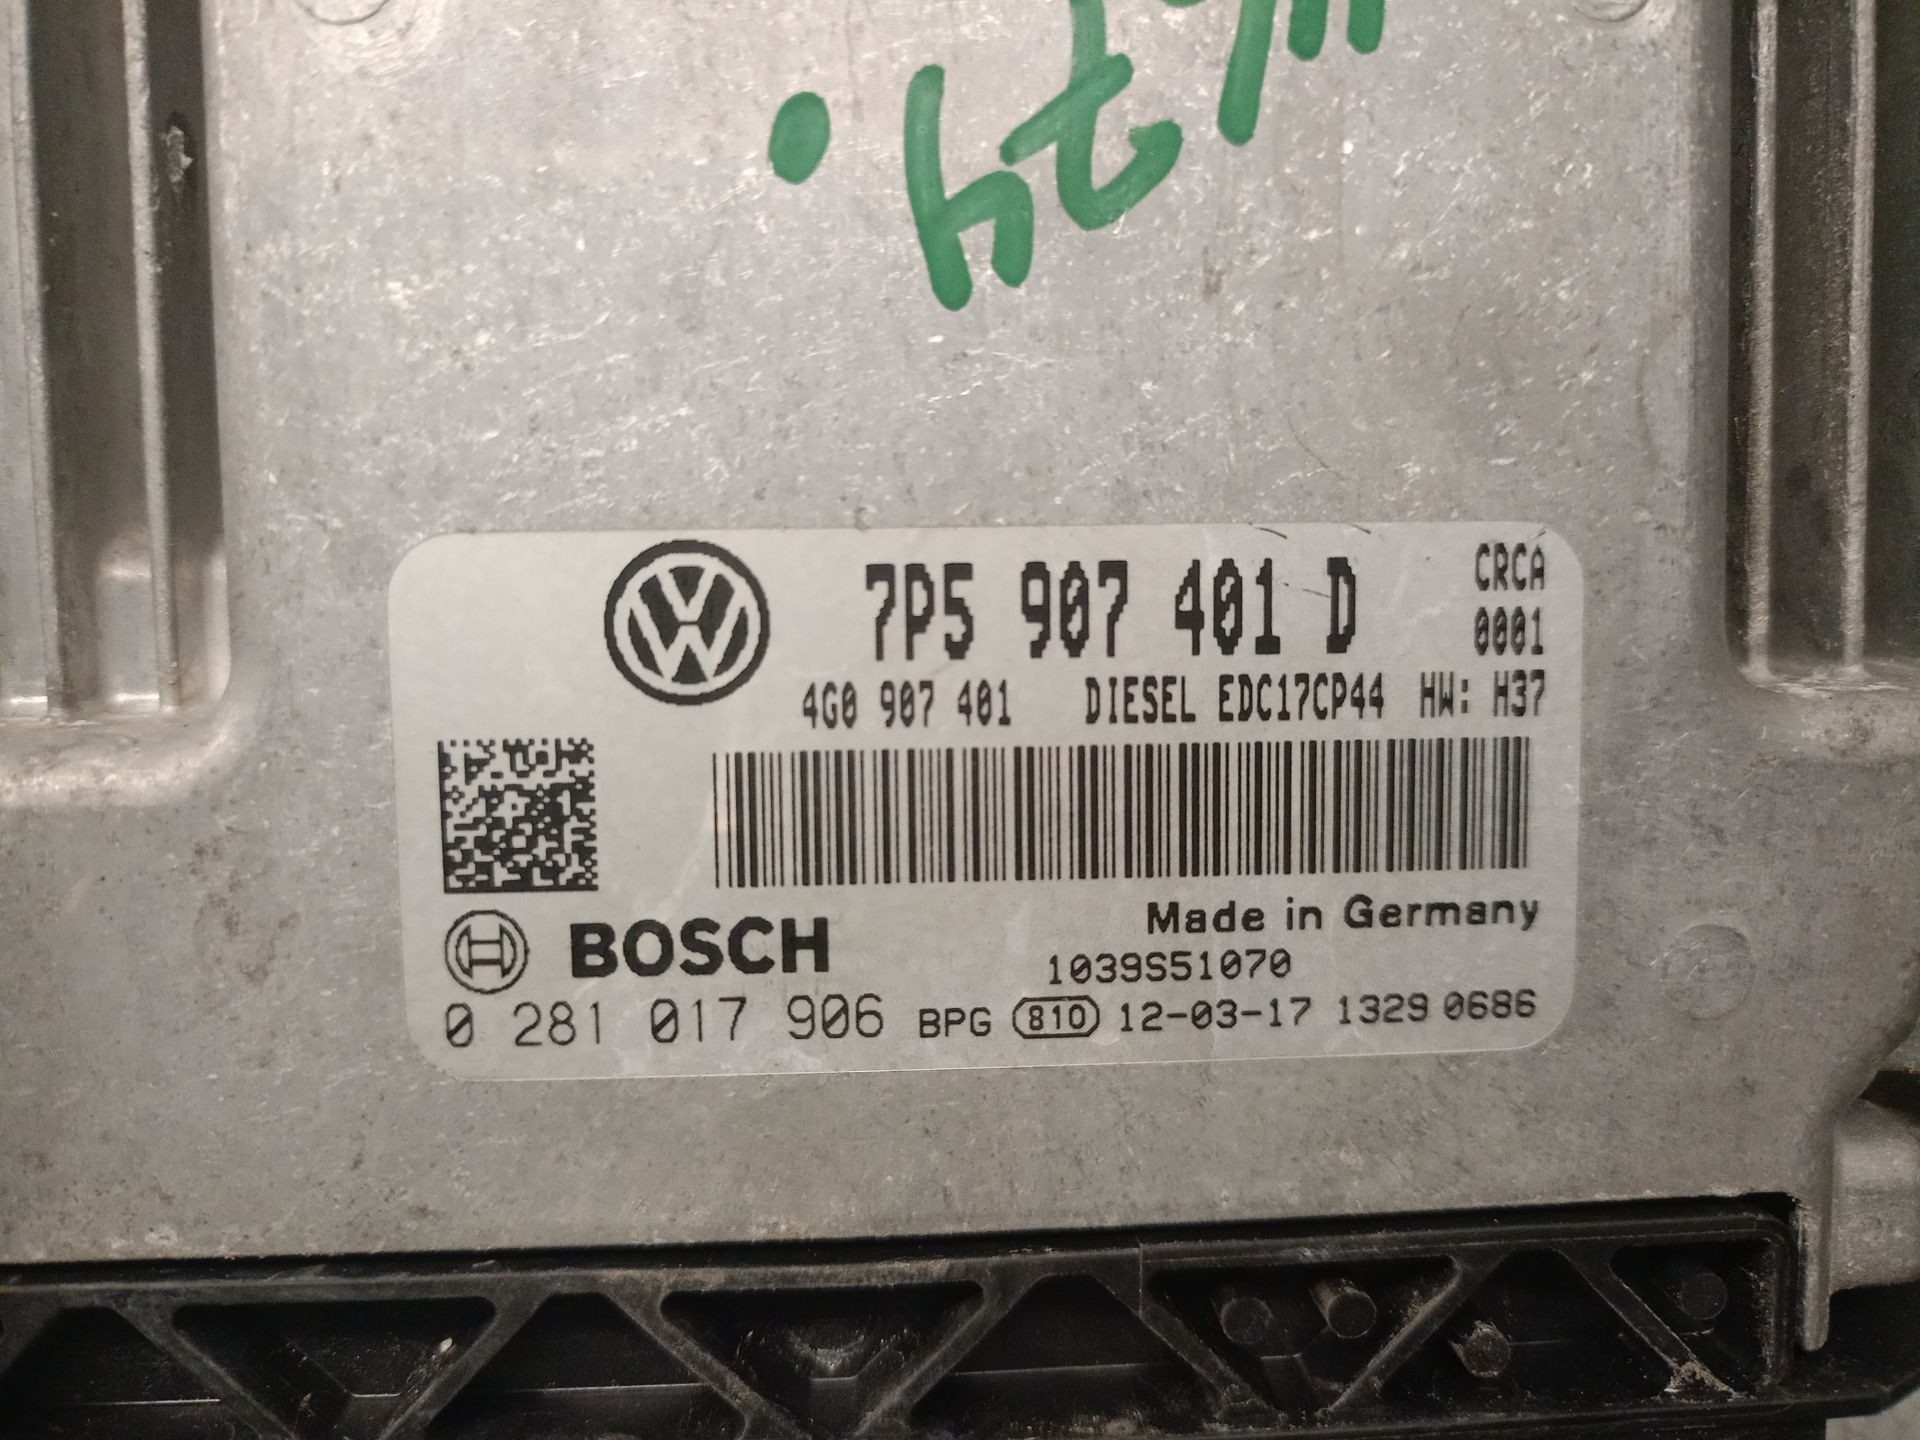 7P5 907 401 D
CRCA
0001
4G0 907 401 DIESEL EDC17CP44 HW: H37
BOSCH
Made in Germany
1039S51070
0 281 017 906 BPG 810 12-03-17 1329 0686